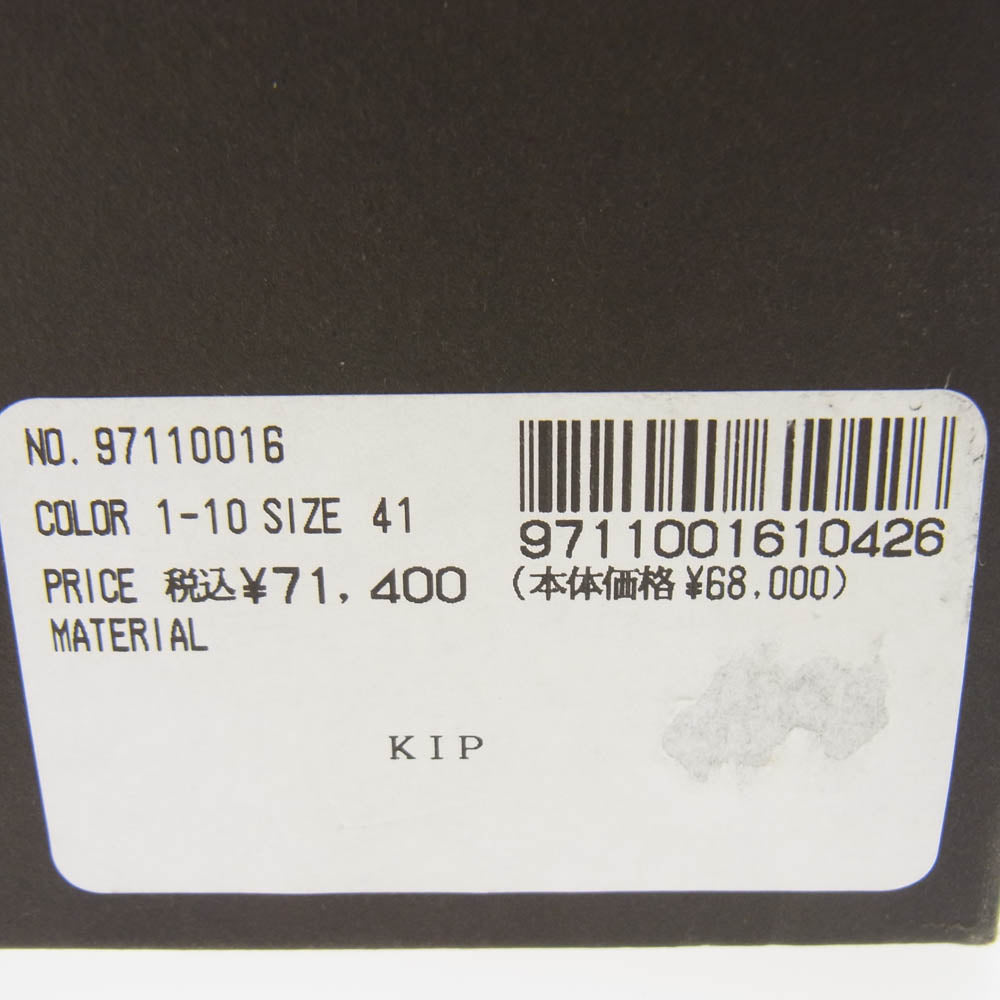 NO. 97110016
COLOR 1-10 SIZE 41
9711001610426
PRICE 税込¥71,400 (本体価格¥68,000)
MATERIAL
KIP